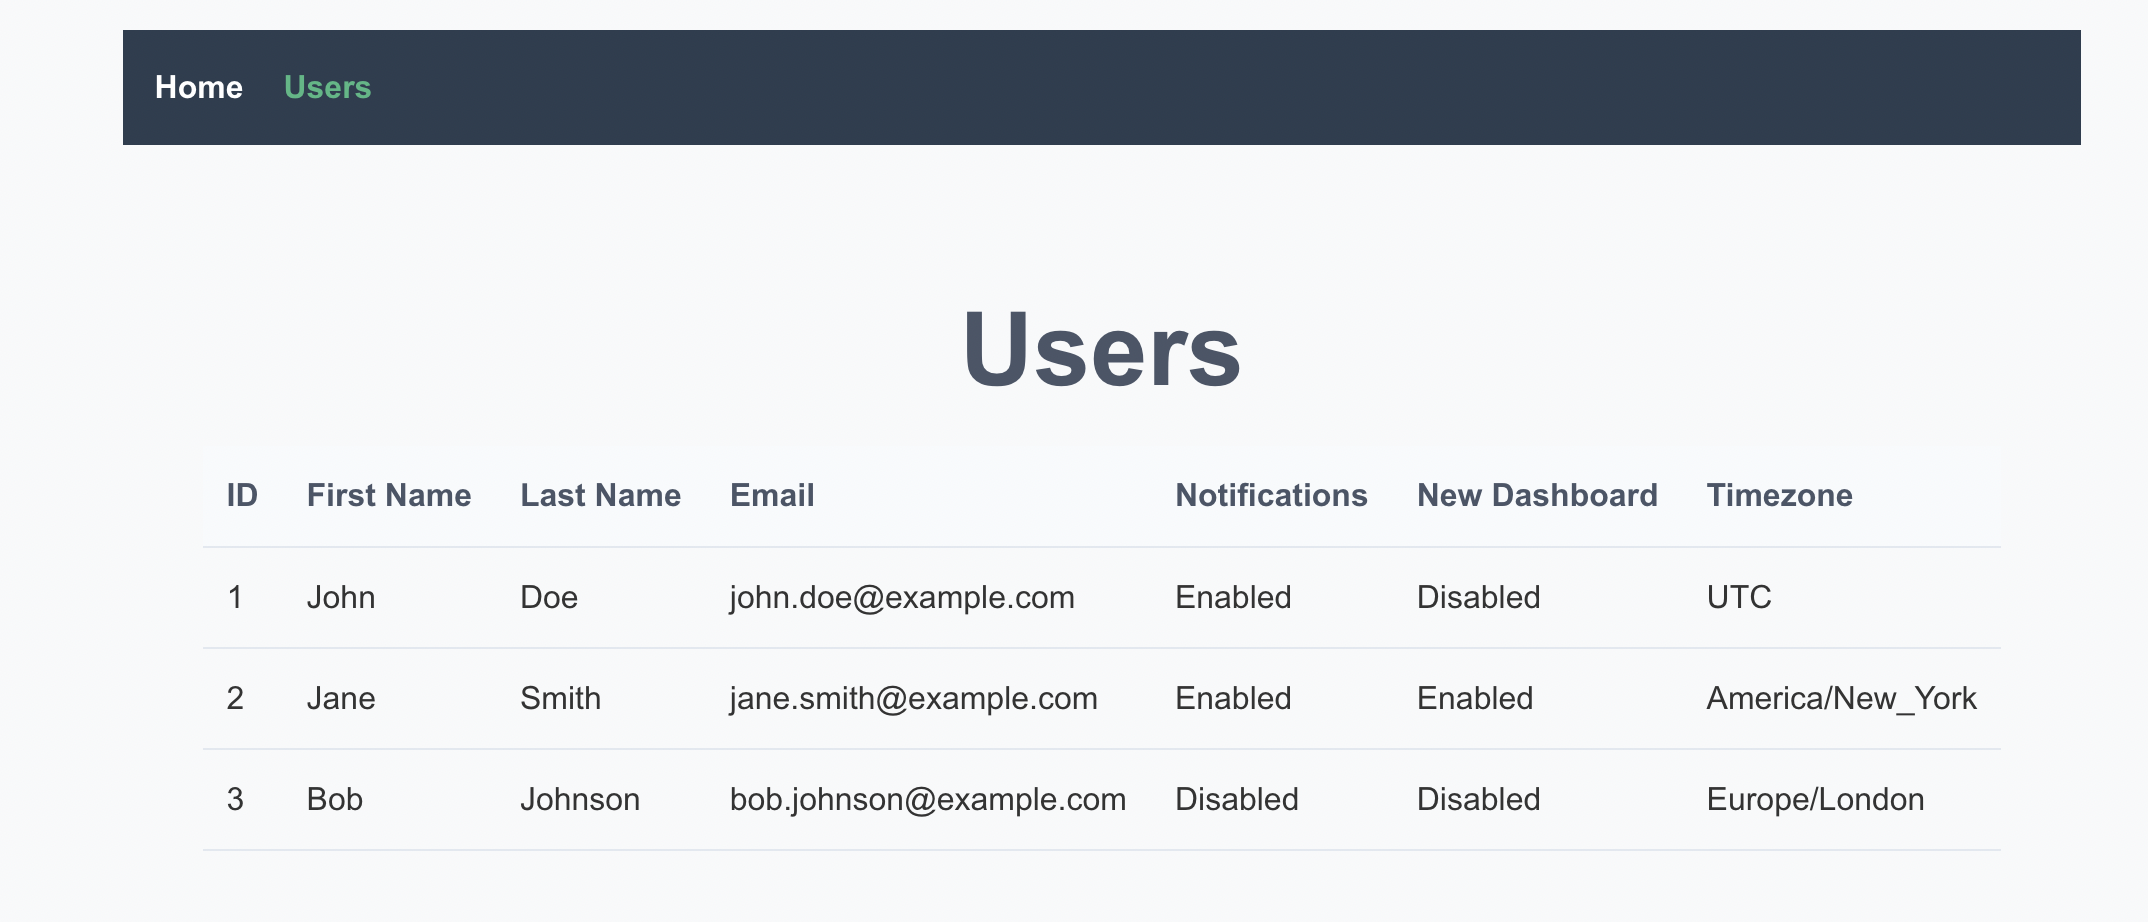 Home Users
Users
ID First Name Last Name Email Notifications New Dashboard Timezone
1 John Doe john.doe@example.com Enabled Disabled UTC
2 Jane Smith jane.smith@example.com Enabled Enabled America/New_York
3 Bob Johnson bob.johnson@example.com Disabled Disabled Europe/London